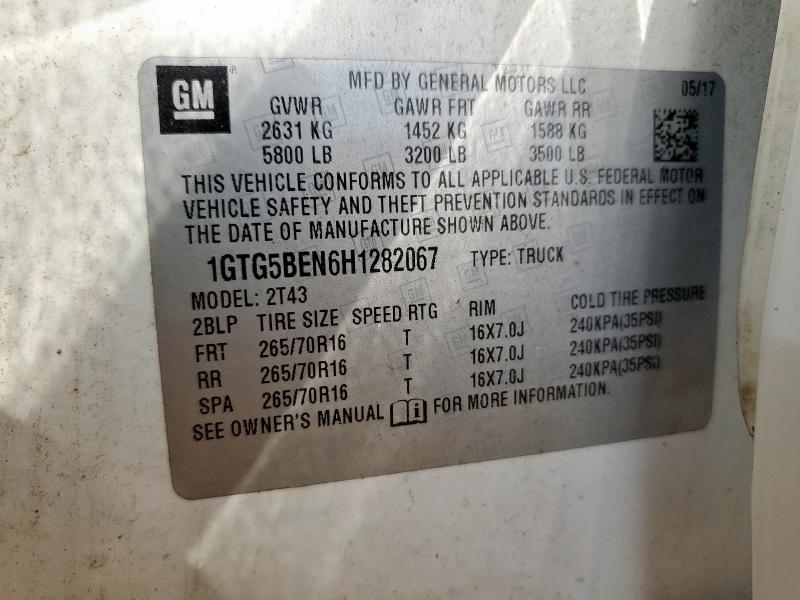 GM ® MFD BY GENERAL MOTORS LLC 05/17
GVWR GAWR FRT GAWR RR
2631 KG 1452 KG 1588 KG
5800 LB 3200 LB 3500 LB
THIS VEHICLE CONFORMS TO ALL APPLICABLE U.S. FEDERAL MOTOR
VEHICLE SAFETY AND THEFT PREVENTION STANDARDS IN EFFECT ON
THE DATE OF MANUFACTURE SHOWN ABOVE.
1GTG5BEN6H1282067 TYPE: TRUCK
MODEL: 2T43
2BLP TIRE SIZE SPEED RTG RIM COLD TIRE PRESSURE
FRT 265/70R16 T 16X7.0J 240KPA(35PSI)
RR 265/70R16 T 16X7.0J 240KPA(35PSI)
SPA 265/70R16 T 16X7.0J 240KPA(35PSI)
SEE OWNER'S MANUAL FOR MORE INFORMATION.